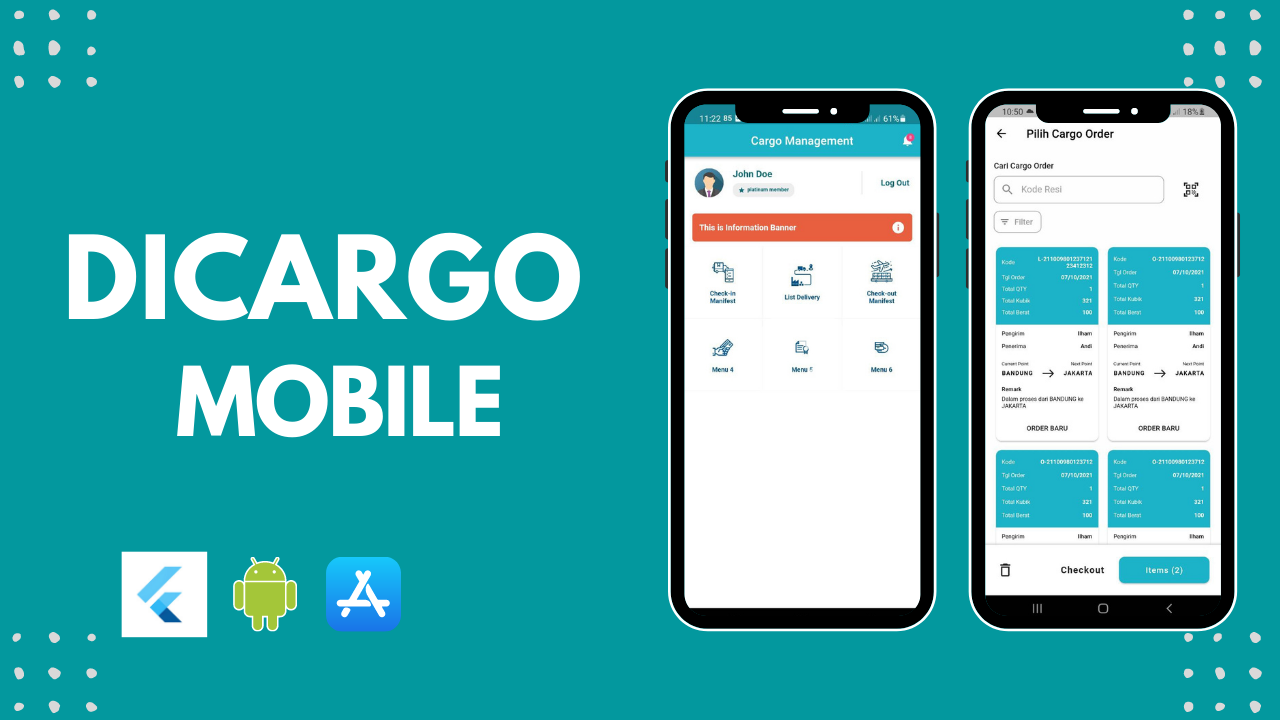 DICARGO
MOBILE
11:22 85
61%
Cargo Management
John Doe
platinum member
Log Out
This is Information Banner
Check-in
Manifest
List Delivery
Check-out
Manifest
Menu 4
Menu
Menu 6
10:50
18%
Pilih Cargo Order
Cari Cargo Order
Kode Resi
Filter
Kode L-211009801237121
23412312
Tgl Order 07/10/2021
Total QTY 1
Total Kubik 321
Total Berat 100
Pengirim Ilham
Penerima Andi
Current Point Next Point
BANDUNG JAKARTA
Remark
Dalam proses dari BANDUNG ke
JAKARTA
ORDER BARU
Kode O-21100980123712
Tgl Order 07/10/2021
Total QTY 1
Total Kubik 321
Total Berat 100
Pengirim Ilham
Penerima Andi
Current Point Next Point
BANDUNG JAKARTA
Remark
Dalam proses dari BANDUNG ke
JAKARTA
ORDER BARU
Kode O-21100980123712
Tgl Order 07/10/2021
Total QTY 1
Total Kubik 321
Total Berat 100
Pengirim Ilham
Kode O-21100980123712
Tgl Order 07/10/2021
Total QTY 1
Total Kubik 321
Total Berat 100
Pengirim Ilham
Checkout
Items (2)